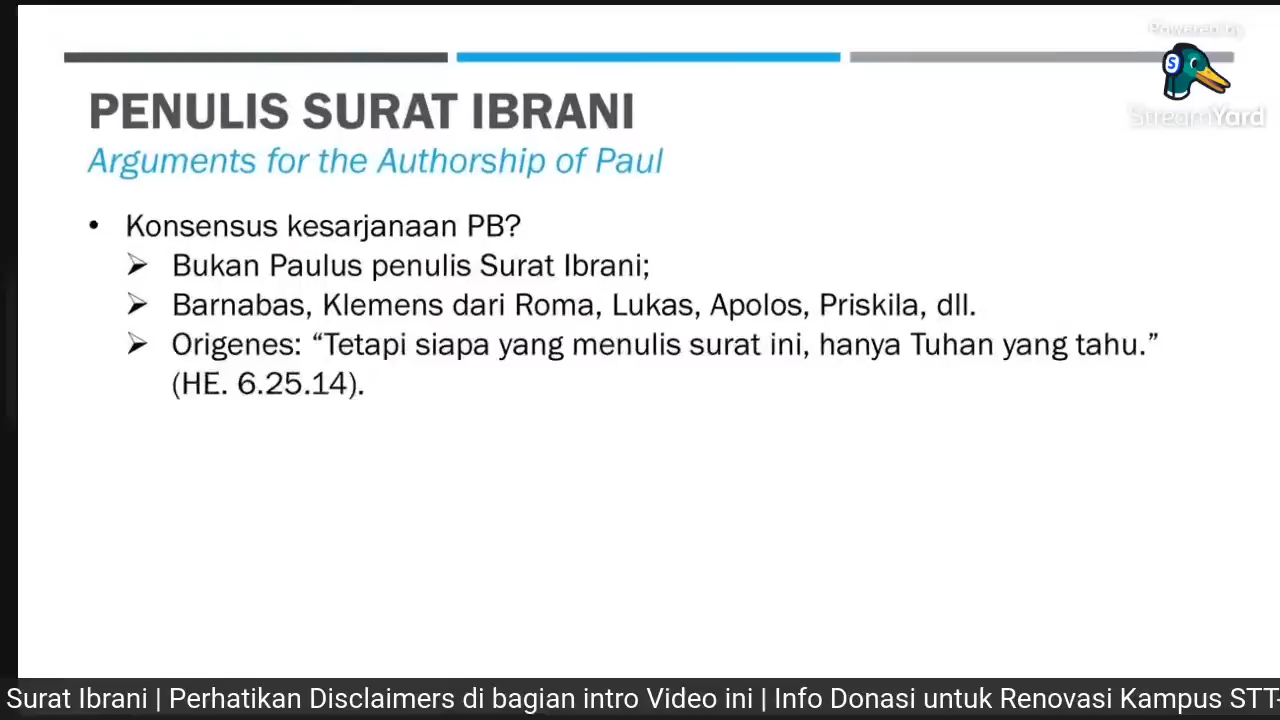 Powered by
StreamYard
PENULIS SURAT IBRANI
Arguments for the Authorship of Paul
• Konsensus kesarjanaan PB?
➢ Bukan Paulus penulis Surat Ibrani;
➢ Barnabas, Klemens dari Roma, Lukas, Apolos, Priskila, dll.
➢ Origenes: “Tetapi siapa yang menulis surat ini, hanya Tuhan yang tahu.”
(HE. 6.25.14).
Surat Ibrani | Perhatikan Disclaimers di bagian intro Video ini | Info Donasi untuk Renovasi Kampus STT